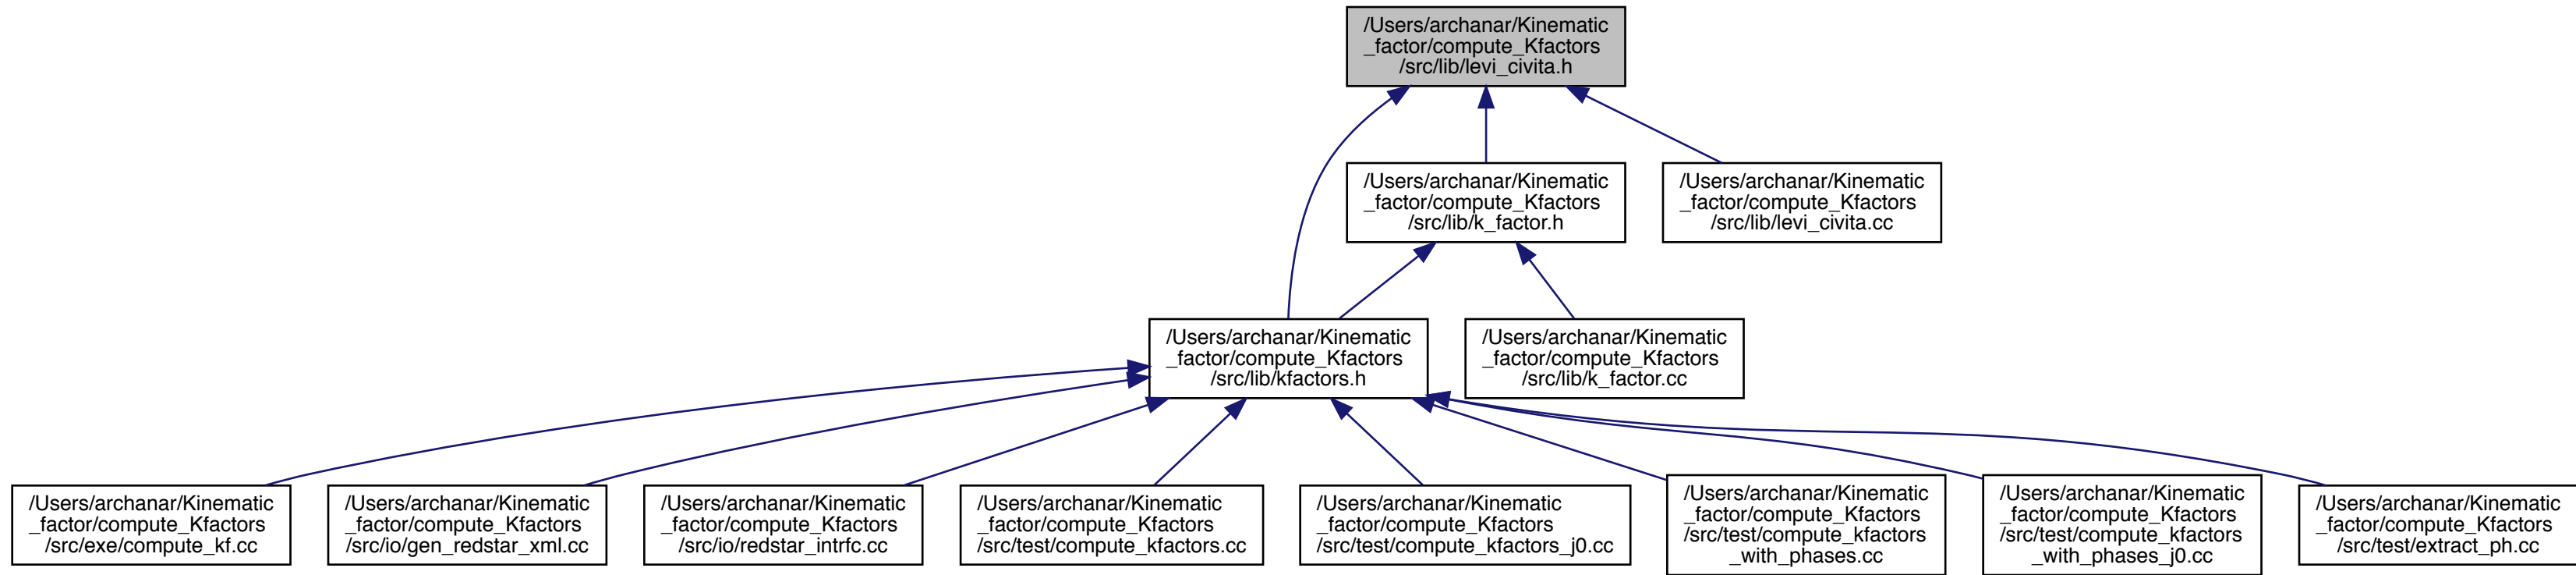 /Users/archanar/Kinematic
_factor/compute_Kfactors
/src/lib/levi_civita.h
/Users/archanar/Kinematic
_factor/compute_Kfactors
/src/lib/k_factor.h
/Users/archanar/Kinematic
_factor/compute_Kfactors
/src/lib/levi_civita.cc
/Users/archanar/Kinematic
_factor/compute_Kfactors
/src/lib/kfactors.h
/Users/archanar/Kinematic
_factor/compute_Kfactors
/src/lib/k_factor.cc
/Users/archanar/Kinematic
_factor/compute_Kfactors
/src/exe/compute_kf.cc
/Users/archanar/Kinematic
_factor/compute_Kfactors
/src/io/gen_redstar_xml.cc
/Users/archanar/Kinematic
_factor/compute_Kfactors
/src/io/redstar_intrfc.cc
/Users/archanar/Kinematic
_factor/compute_Kfactors
/src/test/compute_kfactors.cc
/Users/archanar/Kinematic
_factor/compute_Kfactors
/src/test/compute_kfactors_j0.cc
/Users/archanar/Kinematic
_factor/compute_Kfactors
/src/test/compute_kfactors
_with_phases.cc
/Users/archanar/Kinematic
_factor/compute_Kfactors
/src/test/compute_kfactors
_with_phases_j0.cc
/Users/archanar/Kinematic
_factor/compute_Kfactors
/src/test/extract_ph.cc